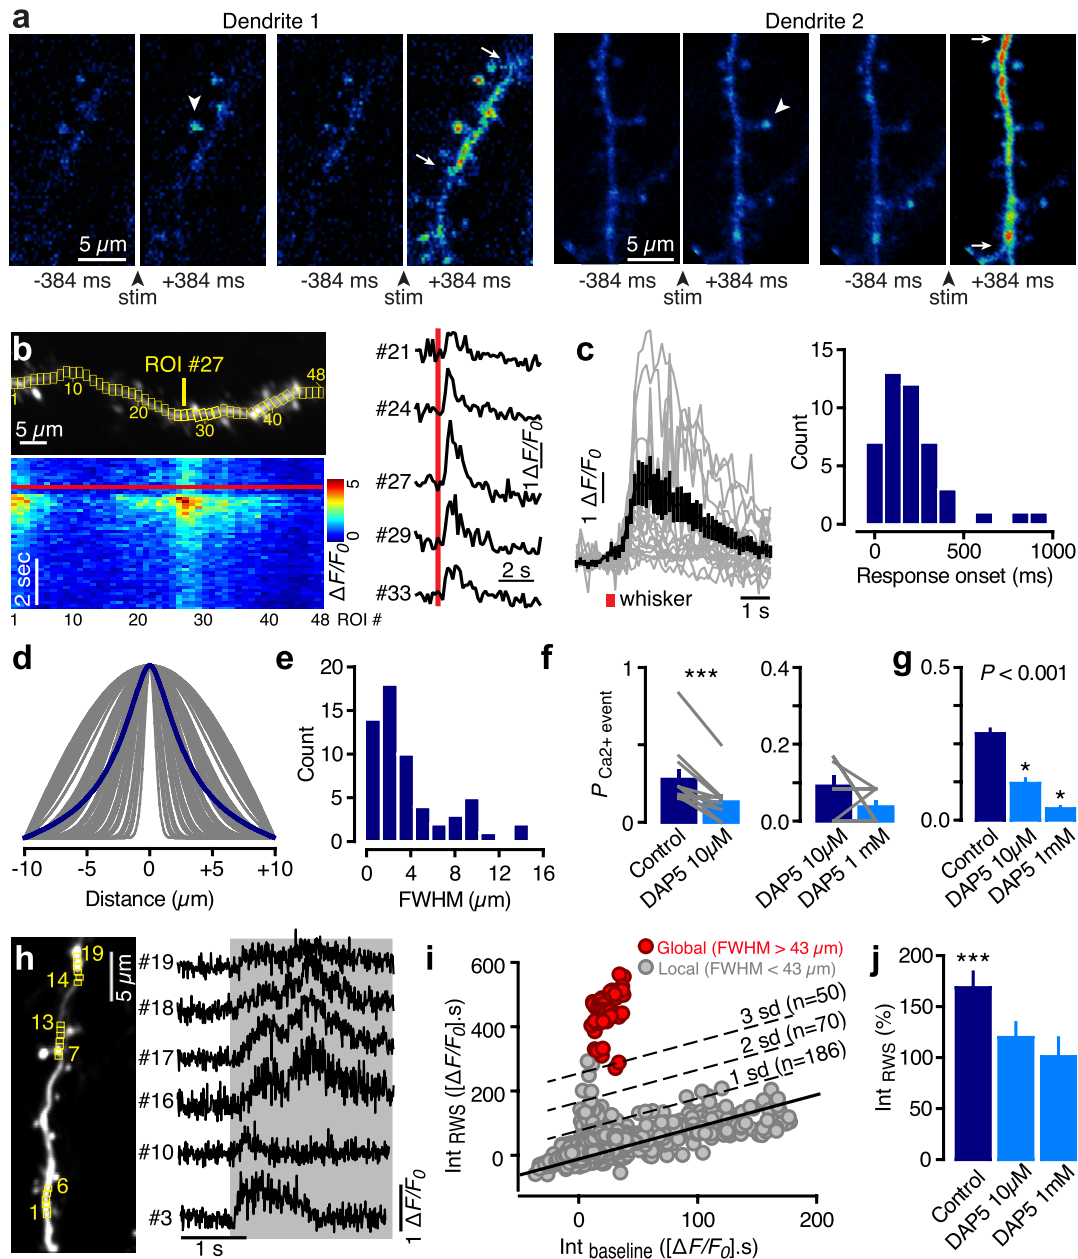 a
Dendrite 1
Dendrite 2
5 µm
5 µm
-384 ms
+384 ms
-384 ms
+384 ms
-384 ms
+384 ms
-384 ms
+384 ms
stim
stim
stim
stim
b
ROI #27
1
10
20
30
40
48
5 µm
5
0
ΔF/F0
2 sec
1 10 20 30 40 48 ROI #
#21
#24
#27
#29
#33
1ΔF/F0
2 s
c
1 ΔF/F0
whisker
1 s
15
10
5
0
Count
0 500 1000
Response onset (ms)
d
-10 -5 0 +5 +10
Distance (µm)
e
20
15
10
5
0
Count
0 4 8 12 16
FWHM (µm)
f
1
0
P Ca2+ event
***
Control
DAP5 10µM
0.4
0.2
0.0
DAP5 10µM
DAP5 1 mM
g
0.5
0.0
P < 0.001
*
*
Control
DAP5 10µM
DAP5 1mM
h
19
14
13
7
6
1
5 µm
#19
#18
#17
#16
#10
#3
1 s
1 ΔF/F0
i
Global (FWHM > 43 µm)
Local (FWHM < 43 µm)
600
400
200
0
Int RWS ([ΔF/F0].s)
3 sd (n=50)
2 sd (n=70)
1 sd (n=186)
0 100 200
Int baseline ([ΔF/F0].s)
j
200
150
100
50
0
Int RWS (%)
***
Control
DAP5 10µM
DAP5 1mM